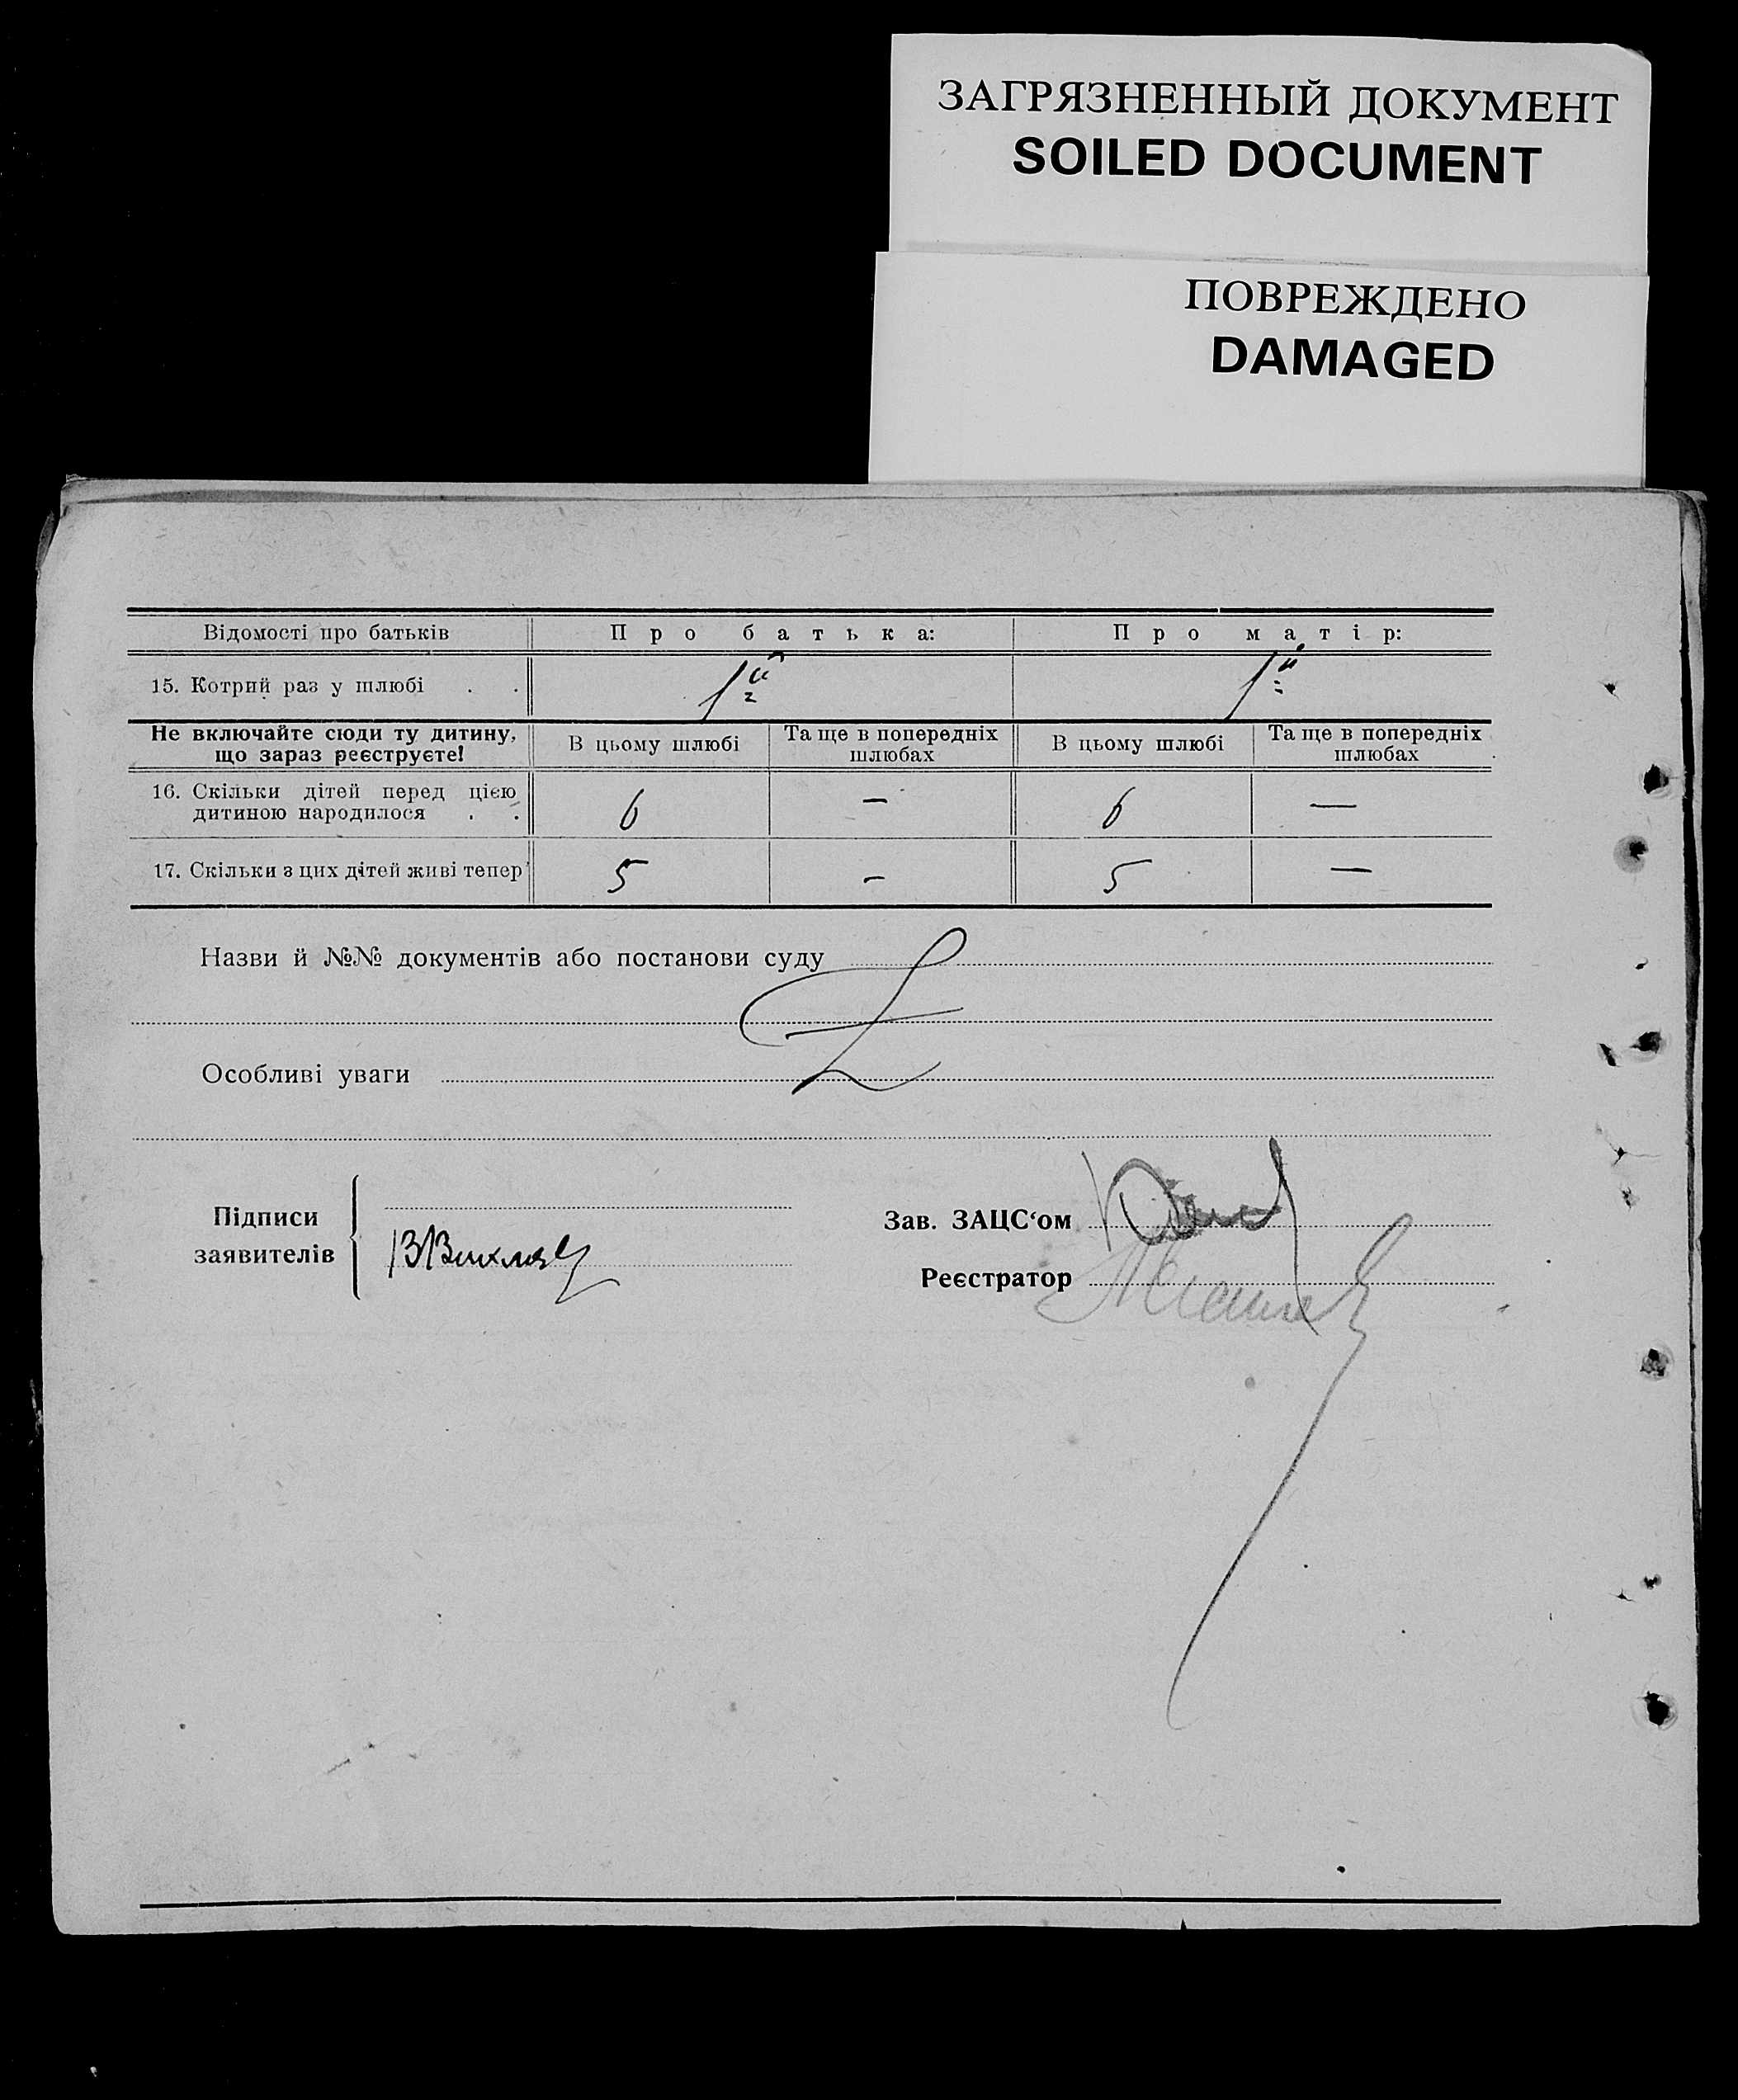 ЗАГРЯЗНЕННЫЙ ДОКУМЕНТ
SOILED DOCUMENT
ПОВРЕЖДЕНО
DAMAGED
Відомості про батьків Про батька: Про матір:
15. Котрий раз у шлюбі . . 1й 1й
Не включайте сюди ту дитину, що зараз реєструєте! В цьому шлюбі Та ще в попередніх шлюбах В цьому шлюбі Та ще в попередніх шлюбах
16. Скільки дітей перед цією дитиною народилося . . 6 — 6 —
17. Скільки з цих дітей живі тепер 5 — 5 —
Назви й №№ документів або постанови суду
Особливі уваги
Підписи заявителів
Зав. ЗАЦС‘ом
Реєстратор